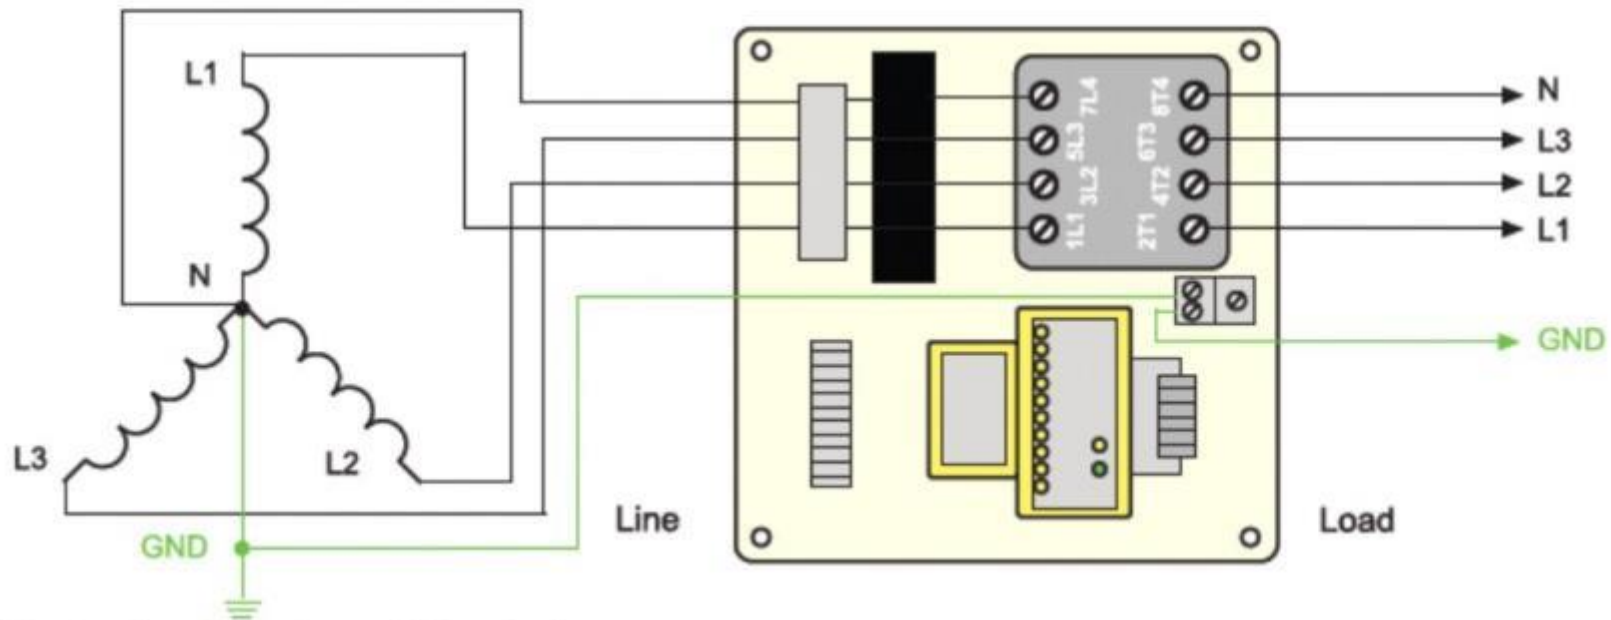 L1
N
L3
L2
GND
Line
7L4
5L3
3L2
1L1
8T4
6T3
4T2
2T1
N
L3
L2
L1
GND
Load